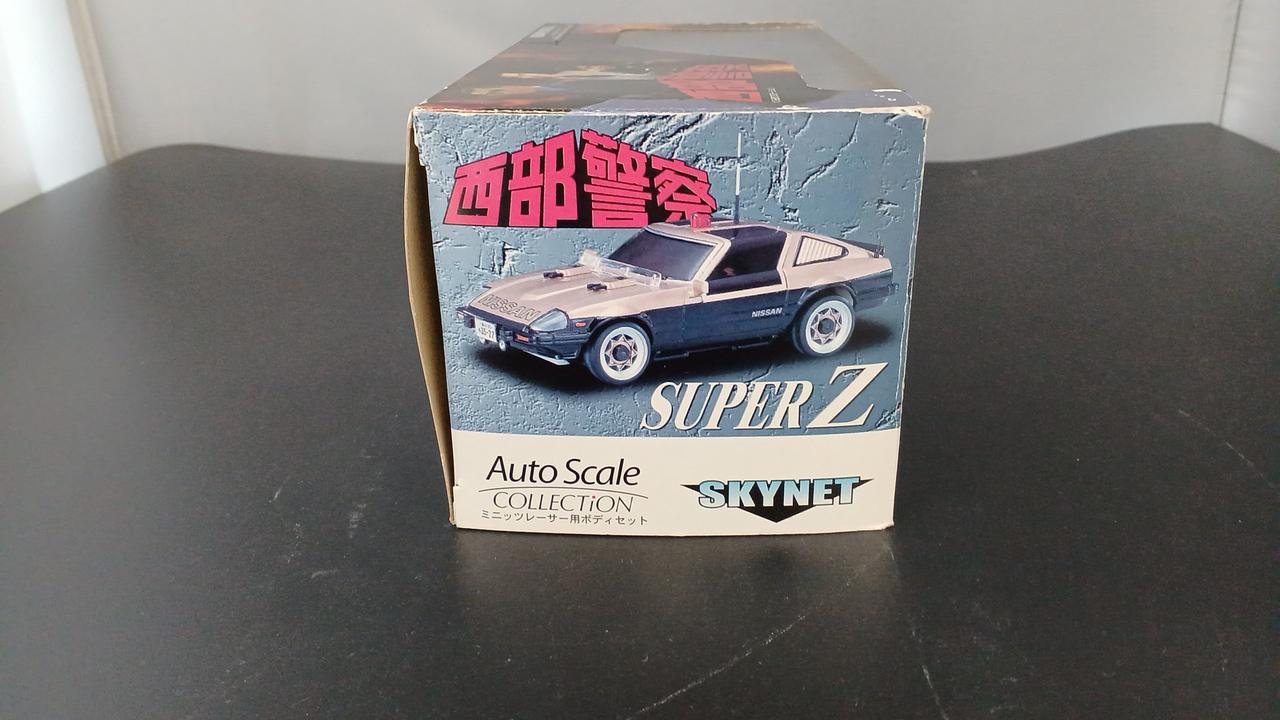 西部警察
NISSAN
NISSAN
SUPER Z
Auto Scale
COLLECTiON
ミニッツレーサー用ボディセット
SKYNET